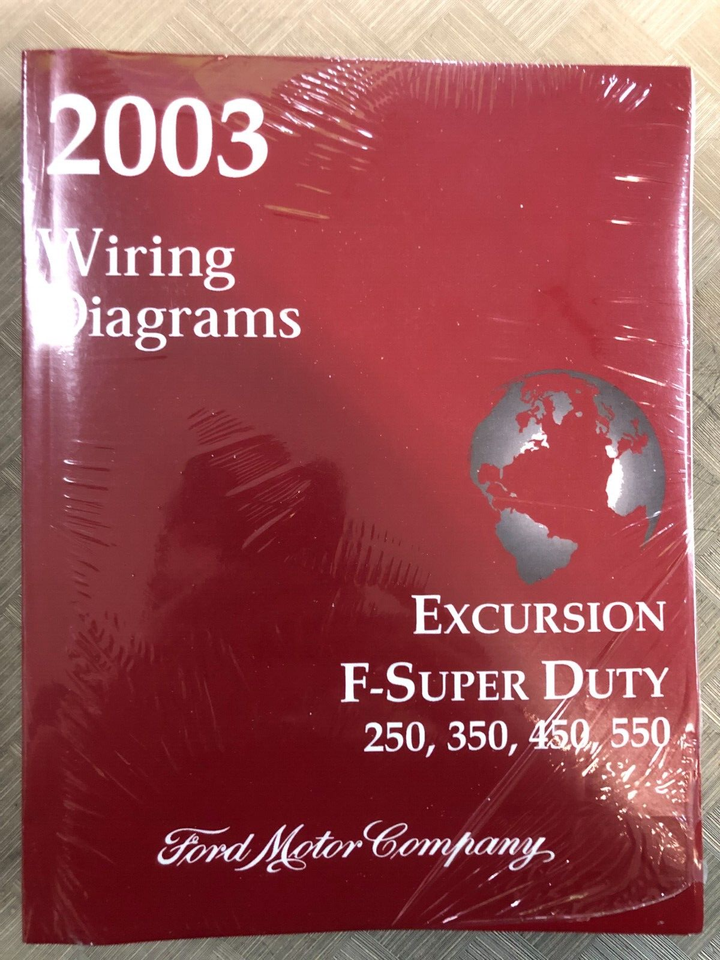 2003
Wiring
Diagrams
EXCURSION
F-SUPER DUTY
250, 350, 450, 550
Ford Motor Company